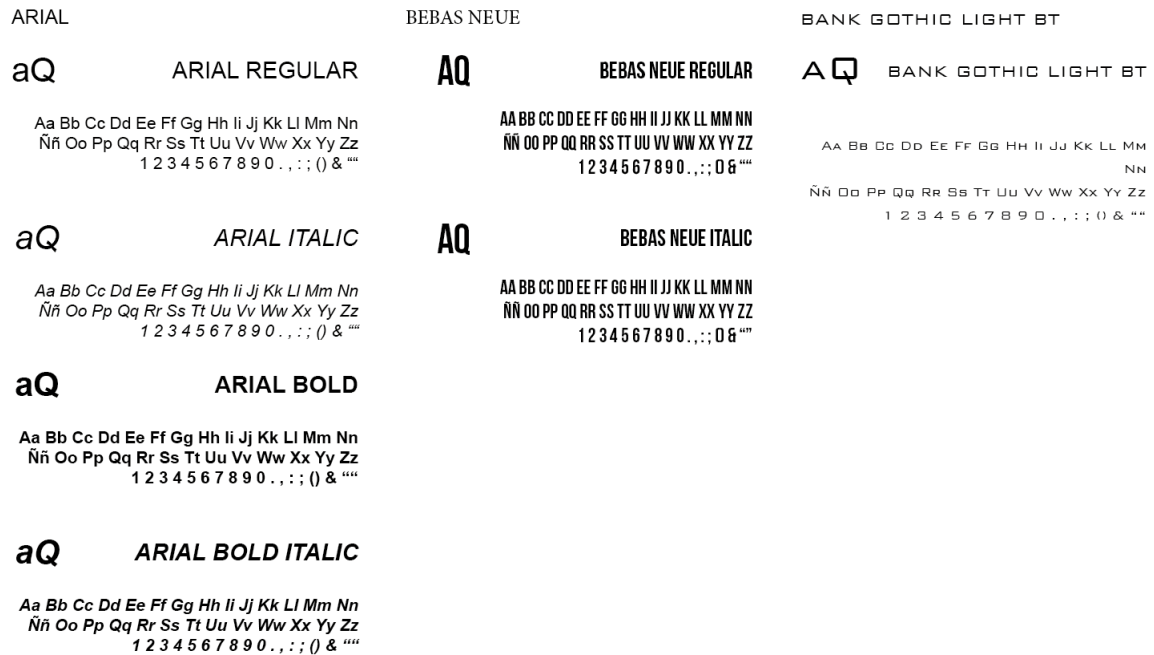 ARIAL
aQ ARIAL REGULAR
Aa Bb Cc Dd Ee Ff Gg Hh Ii Jj Kk Ll Mm Nn
Ññ Oo Pp Qq Rr Ss Tt Uu Vv Ww Xx Yy Zz
1 2 3 4 5 6 7 8 9 0 . , : ; () & ““
aQ ARIAL ITALIC
Aa Bb Cc Dd Ee Ff Gg Hh Ii Jj Kk Ll Mm Nn
Ññ Oo Pp Qq Rr Ss Tt Uu Vv Ww Xx Yy Zz
1 2 3 4 5 6 7 8 9 0 . , : ; () & ““
aQ ARIAL BOLD
Aa Bb Cc Dd Ee Ff Gg Hh Ii Jj Kk Ll Mm Nn
Ññ Oo Pp Qq Rr Ss Tt Uu Vv Ww Xx Yy Zz
1 2 3 4 5 6 7 8 9 0 . , : ; () & ““
aQ ARIAL BOLD ITALIC
Aa Bb Cc Dd Ee Ff Gg Hh Ii Jj Kk Ll Mm Nn
Ññ Oo Pp Qq Rr Ss Tt Uu Vv Ww Xx Yy Zz
1 2 3 4 5 6 7 8 9 0 . , : ; () & ““
BEBAS NEUE
AQ BEBAS NEUE REGULAR
AA BB CC DD EE FF GG HH II JJ KK LL MM NN
ÑÑ OO PP QQ RR SS TT UU VV WW XX YY ZZ
1 2 3 4 5 6 7 8 9 0 . , : ; () & ““
AQ BEBAS NEUE ITALIC
AA BB CC DD EE FF GG HH II JJ KK LL MM NN
ÑÑ OO PP QQ RR SS TT UU VV WW XX YY ZZ
1 2 3 4 5 6 7 8 9 0 . , : ; () & “”
BANK GOTHIC LIGHT BT
AQ BANK GOTHIC LIGHT BT
Aa Bb Cc Dd Ee Ff Gg Hh Ii Jj Kk Ll Mm
Nn
Ññ Oo Pp Qq Rr Ss Tt Uu Vv Ww Xx Yy Zz
1 2 3 4 5 6 7 8 9 0 . , : ; () & ““